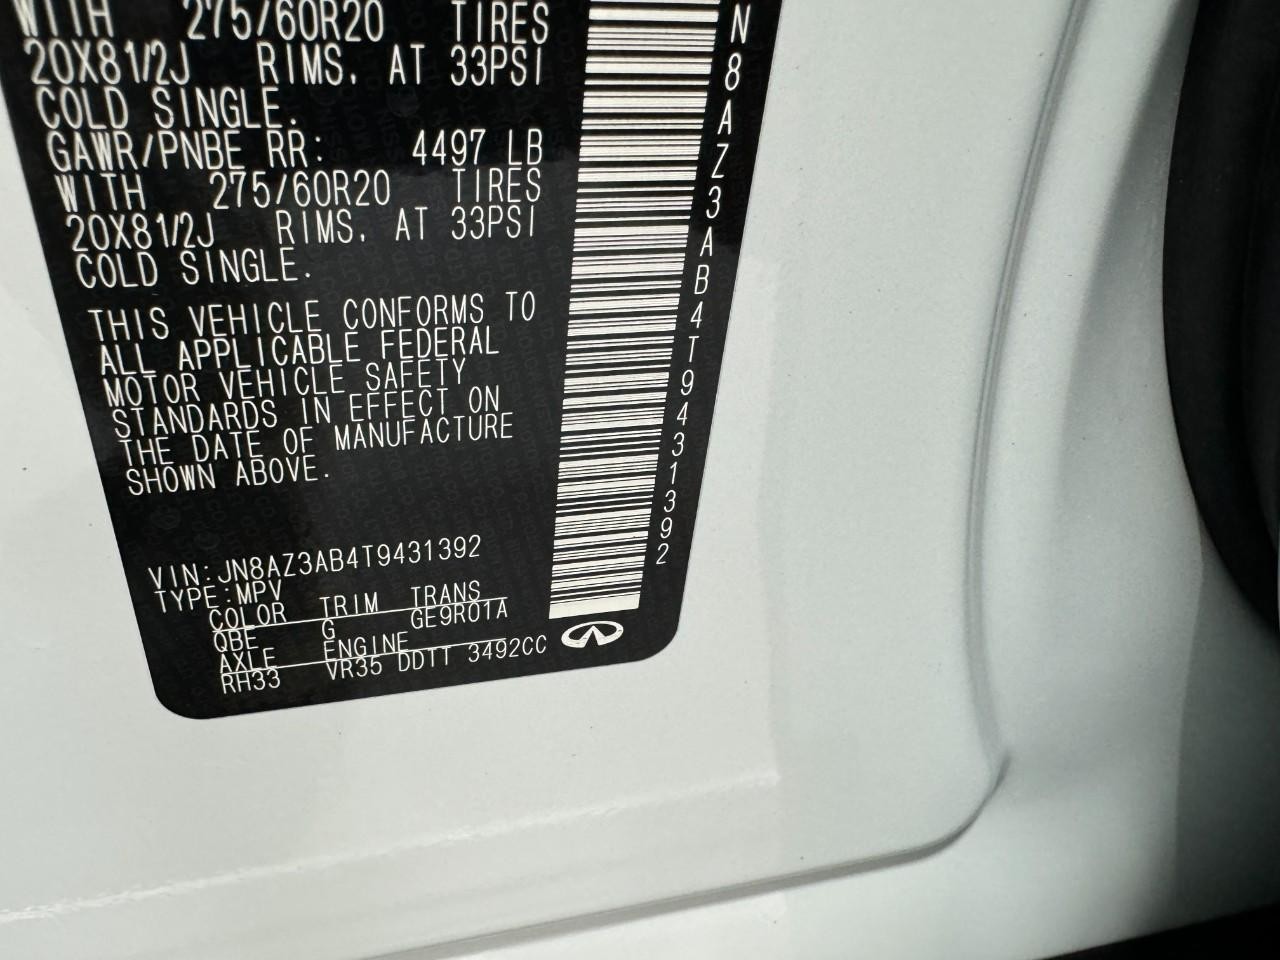 WITH 275/60R20 TIRES
20X81/2J RIMS, AT 33PSI
COLD SINGLE.
GAWR/PNBE RR: 4497 LB
WITH 275/60R20 TIRES
20X81/2J RIMS, AT 33PSI
COLD SINGLE.
THIS VEHICLE CONFORMS TO
ALL APPLICABLE FEDERAL
MOTOR VEHICLE SAFETY
STANDARDS IN EFFECT ON
THE DATE OF MANUFACTURE
SHOWN ABOVE.
VIN:JN8AZ3AB4T9431392
TYPE:MPV
COLOR TRIM TRANS
QBE G GE9R01A
AXLE ENGINE
RH33 VR35 DDTT 3492CC
N8AZ3AB4T9431392